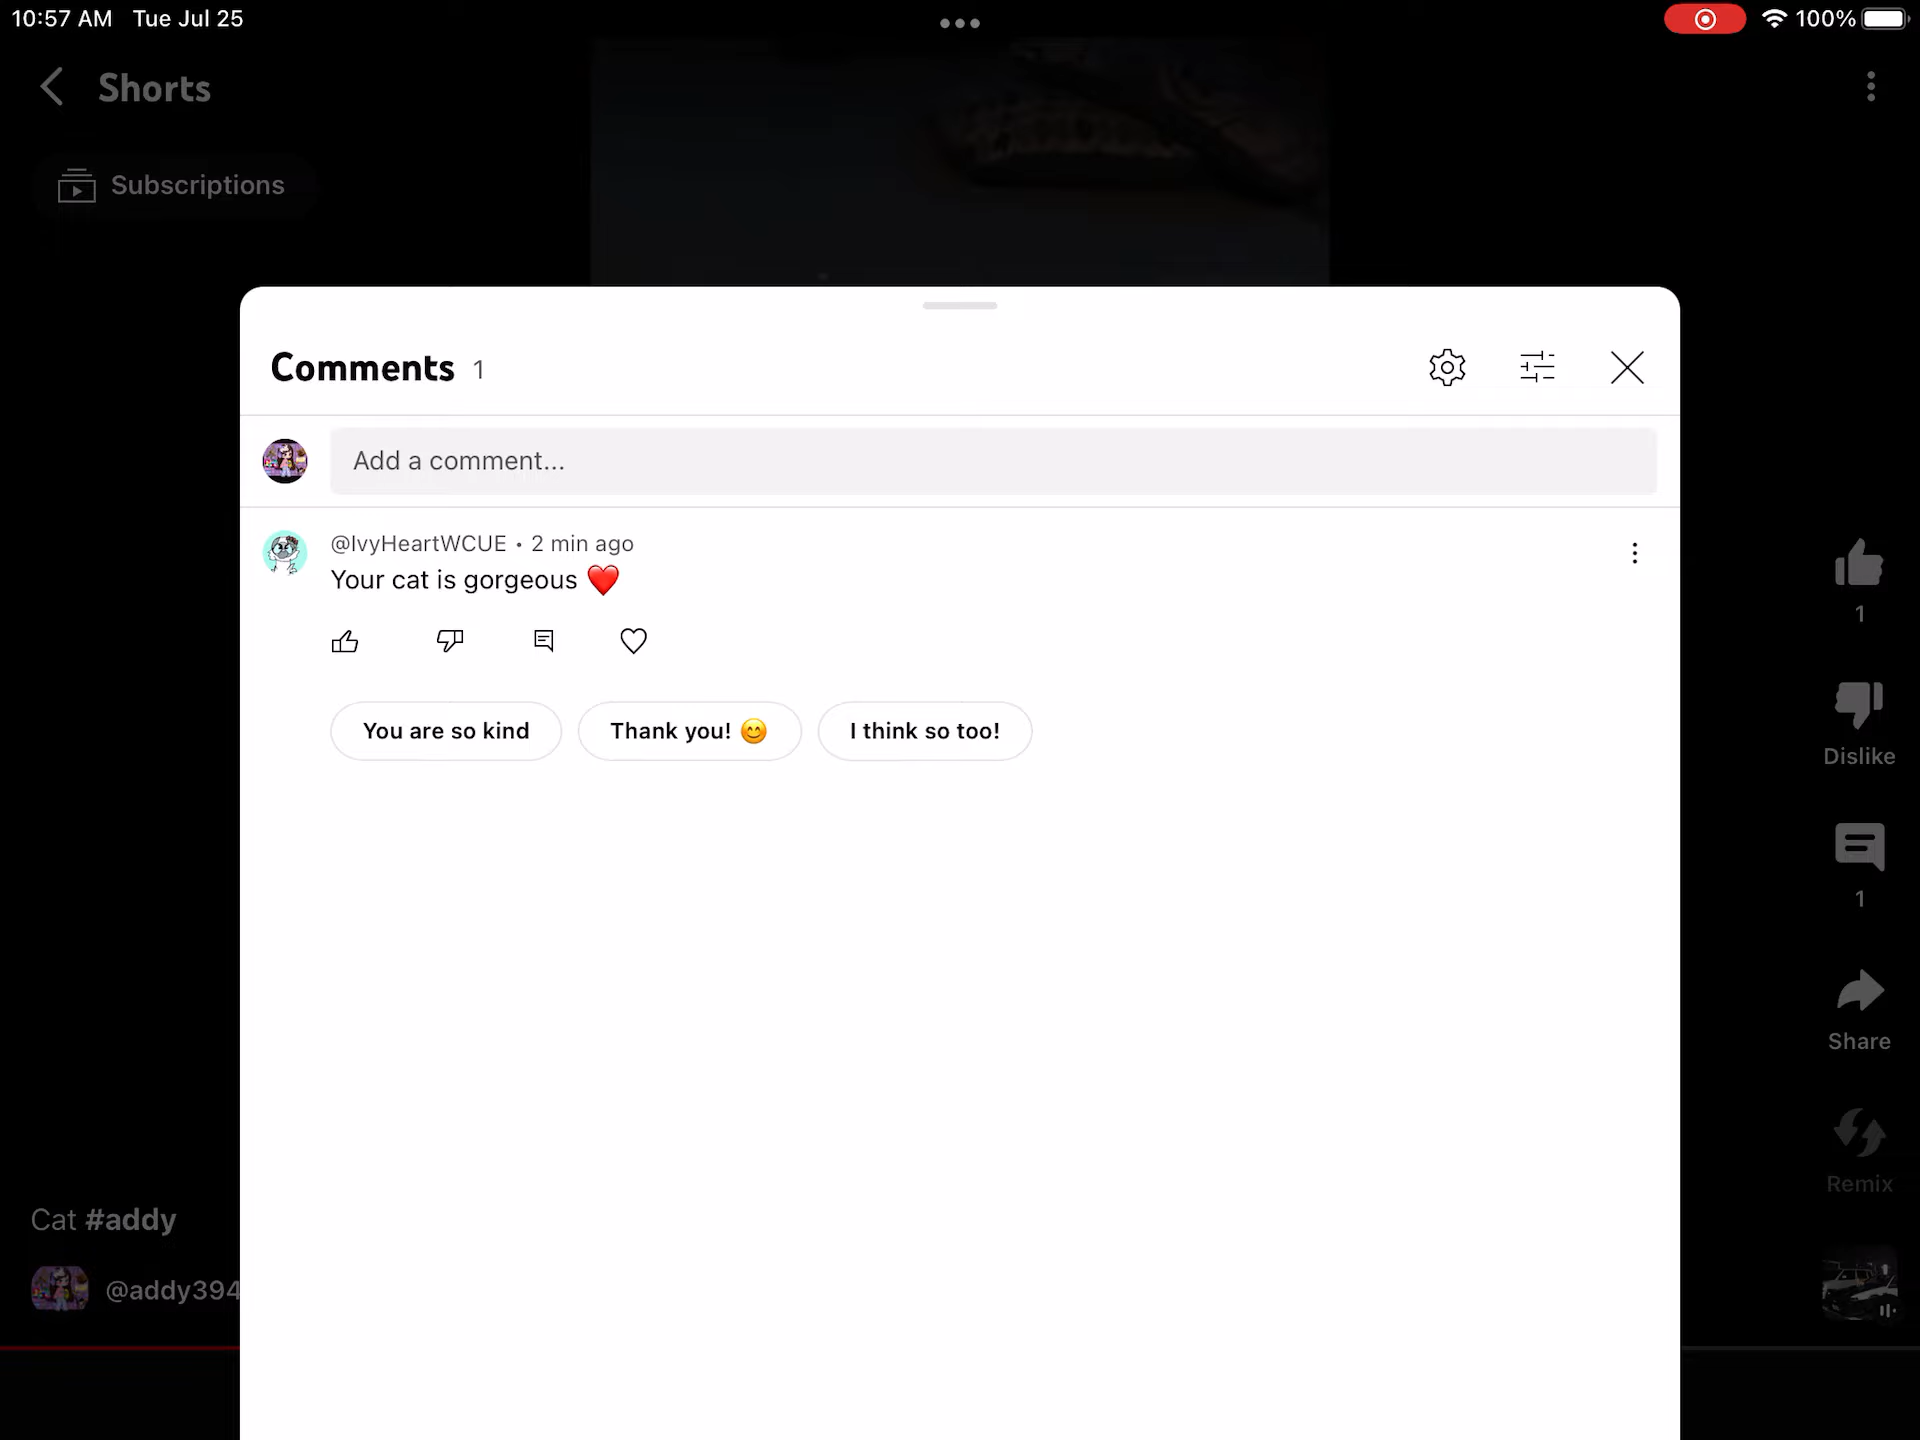 10:57 AM Tue Jul 25
100%
Shorts
Subscriptions
Comments 1
Add a comment...
@IvyHeartWCUE • 2 min ago
Your cat is gorgeous ❤️
You are so kind
Thank you! 😊
I think so too!
1
Dislike
1
Share
Remix
Cat #addy
@addy394